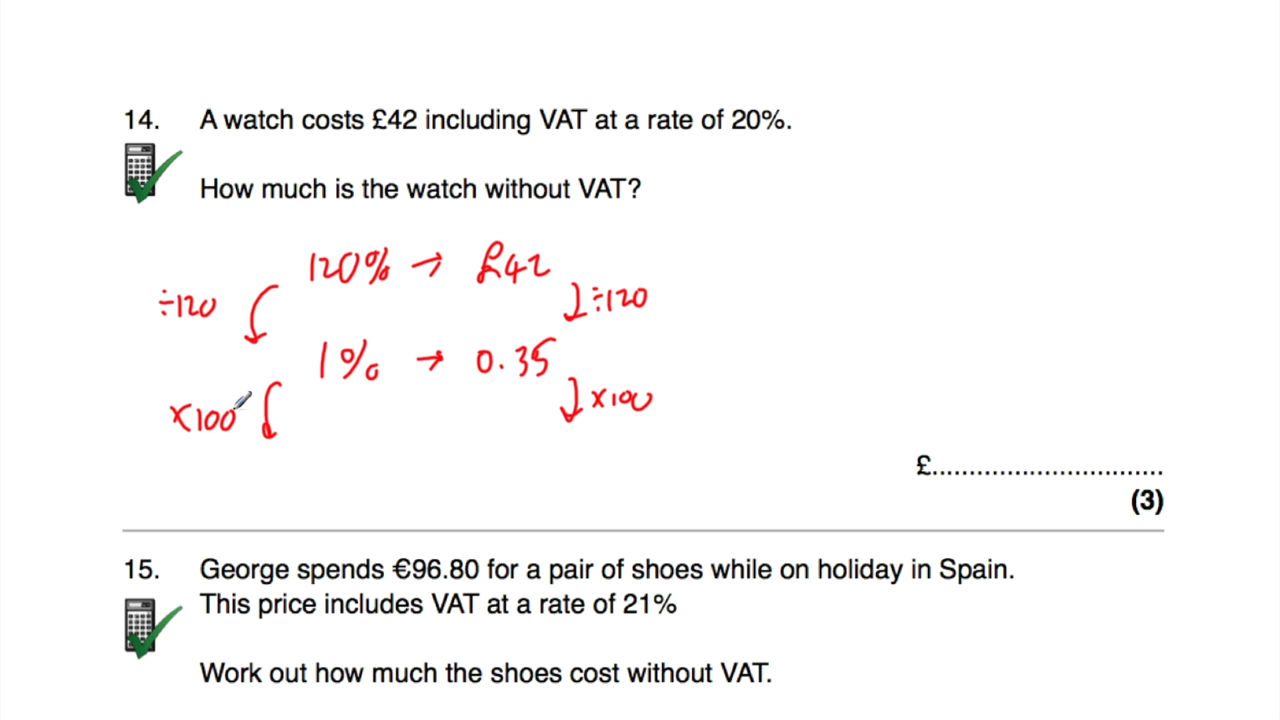 14. A watch costs £42 including VAT at a rate of 20%.
How much is the watch without VAT?
120% → £42
÷120 ÷120
1% → 0.35
×100 ×100
£...............................
(3)
15. George spends €96.80 for a pair of shoes while on holiday in Spain.
This price includes VAT at a rate of 21%
Work out how much the shoes cost without VAT.